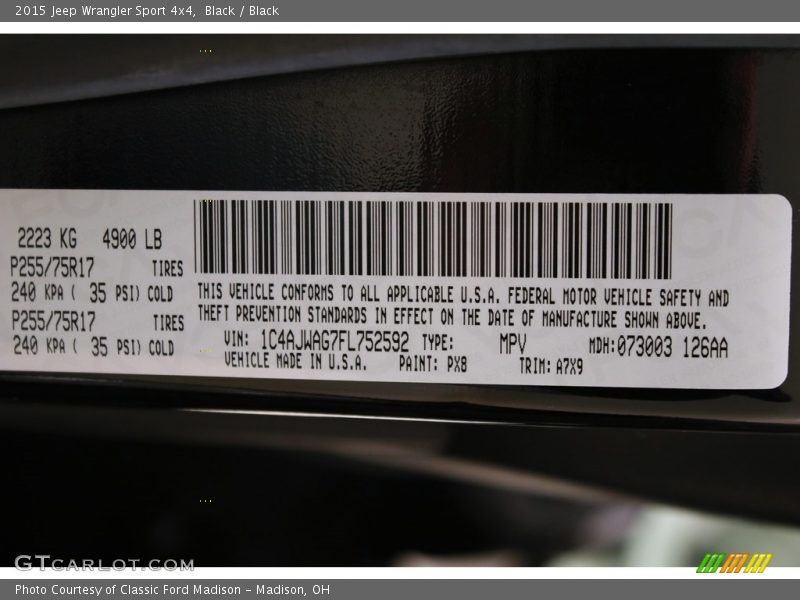 2015 Jeep Wrangler Sport 4x4,  Black / Black
2223 KG 4900 LB
P255/75R17 TIRES
240 KPA ( 35 PSI) COLD
P255/75R17 TIRES
240 KPA ( 35 PSI) COLD
THIS VEHICLE CONFORMS TO ALL APPLICABLE U.S.A. FEDERAL MOTOR VEHICLE SAFETY AND
THEFT PREVENTION STANDARDS IN EFFECT ON THE DATE OF MANUFACTURE SHOWN ABOVE.
VIN: 1C4AJWAG7FL752592 TYPE: MPV MDH:073003 126AA
VEHICLE MADE IN U.S.A. PAINT: PX8 TRIM: A7X9
GTCARLOT.COM
Photo Courtesy of Classic Ford Madison - Madison, OH